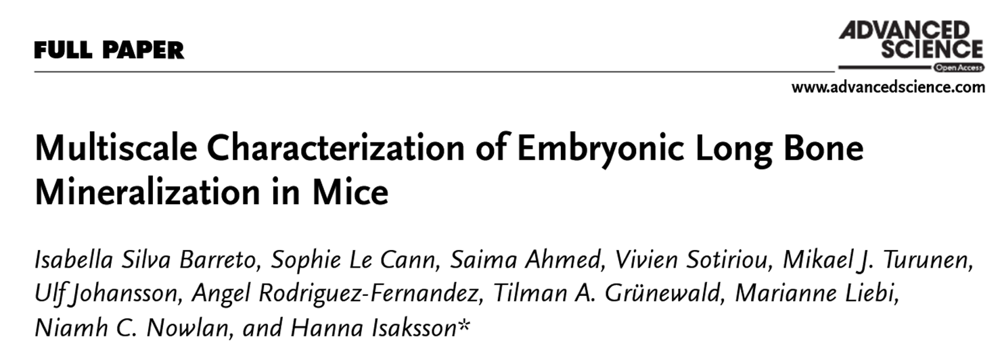 FULL PAPER
ADVANCED
SCIENCE
Open Access
www.advancedscience.com
Multiscale Characterization of Embryonic Long Bone
Mineralization in Mice
Isabella Silva Barreto, Sophie Le Cann, Saima Ahmed, Vivien Sotiriou, Mikael J. Turunen,
Ulf Johansson, Angel Rodriguez-Fernandez, Tilman A. Grünewald, Marianne Liebi,
Niamh C. Nowlan, and Hanna Isaksson*